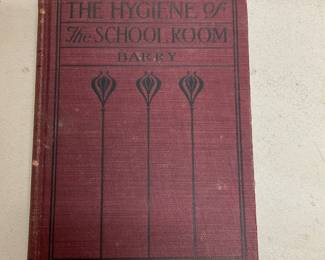 THE HYGIENE of
The SCHOOL ROOM
BARRY